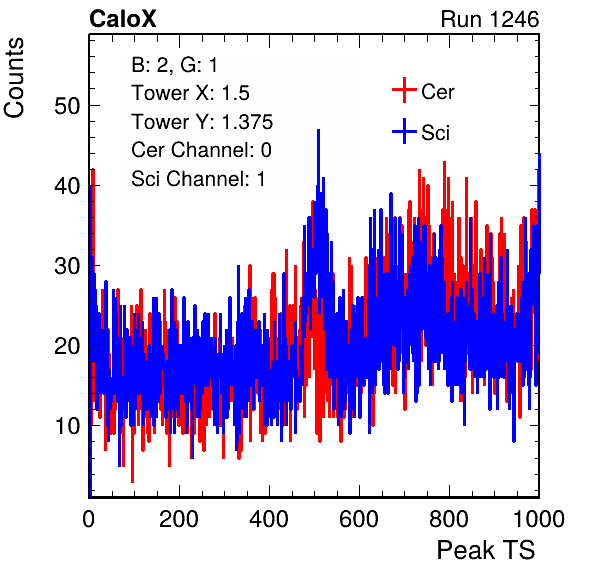 CaloX Run 1246
Counts
B: 2, G: 1
Tower X: 1.5
Tower Y: 1.375
Cer Channel: 0
Sci Channel: 1
Cer
Sci
50
40
30
20
10
0 200 400 600 800 1000
Peak TS